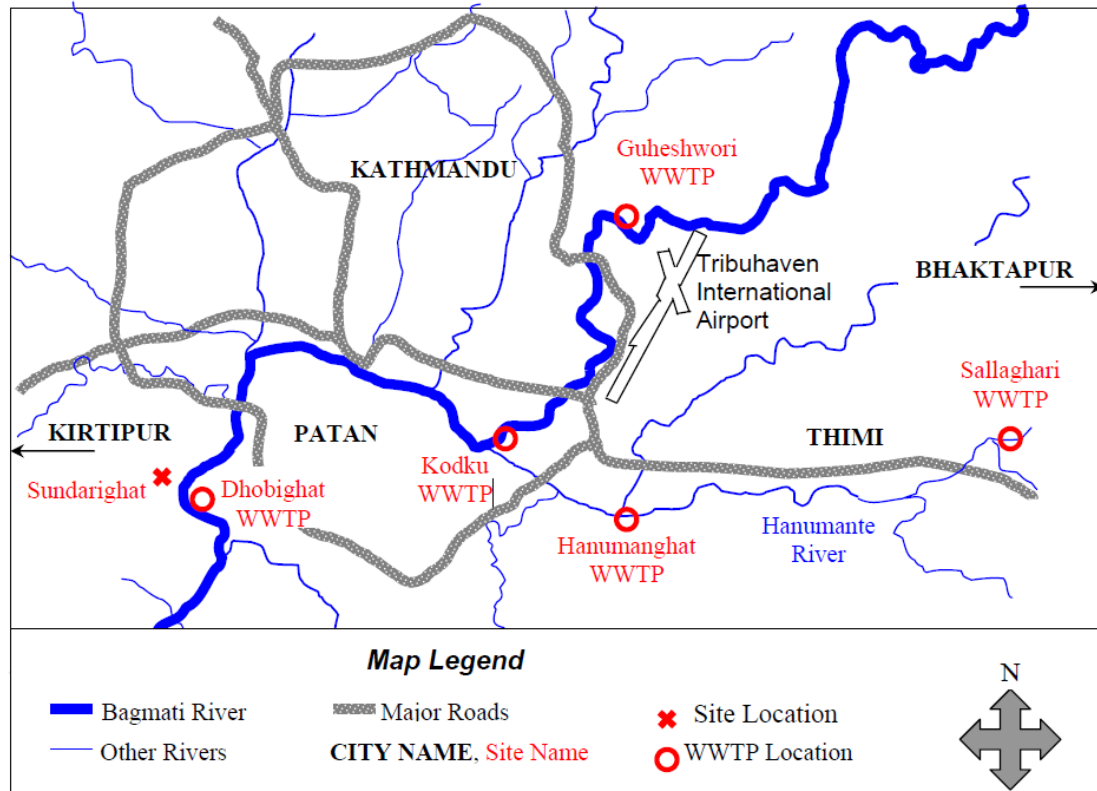 Guheshwori
WWTP
KATHMANDU
Tribuhaven
International
Airport
BHAKTAPUR
Sallaghari
WWTP
KIRTIPUR
PATAN
THIMI
Sundarighat
Dhobighat
WWTP
Kodku
WWTP
Hanumanghat
WWTP
Hanumante
River
Map Legend
N
Bagmati River
Major Roads
Site Location
Other Rivers
CITY NAME, Site Name
WWTP Location